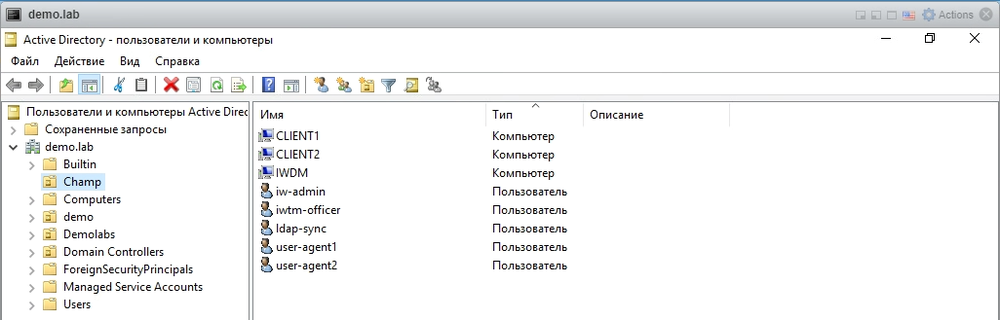 demo.lab Actions
Active Directory - пользователи и компьютеры
Файл Действие Вид Справка
Пользователи и компьютеры Active Direc
Сохраненные запросы
demo.lab
Builtin
Champ
Computers
demo
Demolabs
Domain Controllers
ForeignSecurityPrincipals
Managed Service Accounts
Users
Имя Тип Описание
CLIENT1 Компьютер
CLIENT2 Компьютер
IWDM Компьютер
iw-admin Пользователь
iwtm-officer Пользователь
ldap-sync Пользователь
user-agent1 Пользователь
user-agent2 Пользователь